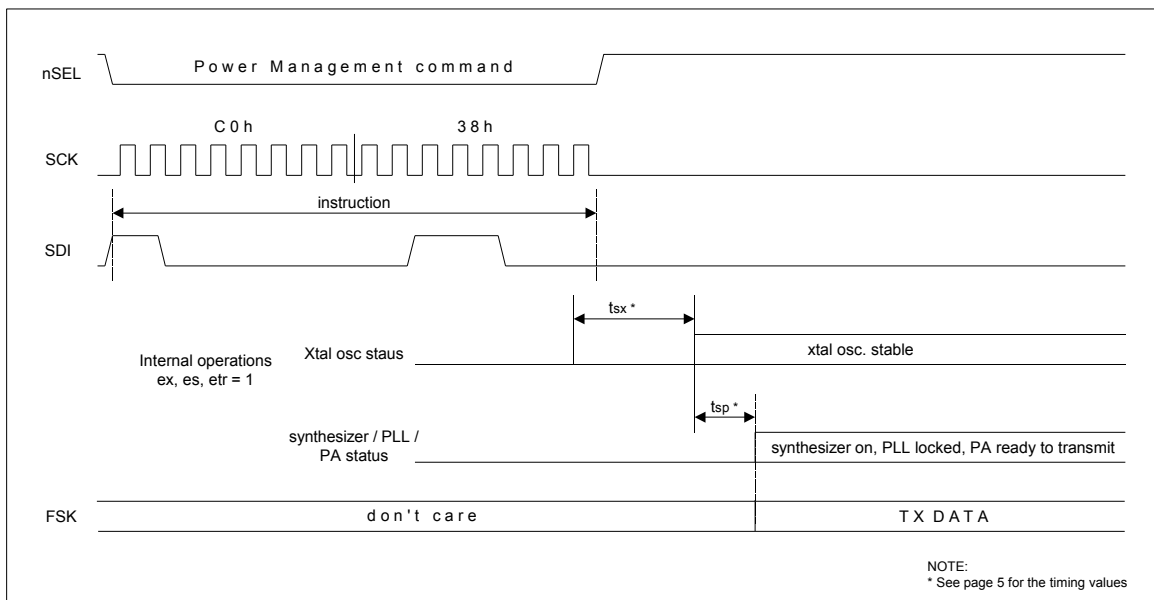 nSEL
Power Management command
C0h
38h
SCK
instruction
SDI
tsx *
Internal operations
ex, es, etr = 1
Xtal osc staus
xtal osc. stable
tsp *
synthesizer / PLL /
PA status
synthesizer on, PLL locked, PA ready to transmit
FSK
don't care
TX DATA
NOTE:
* See page 5 for the timing values